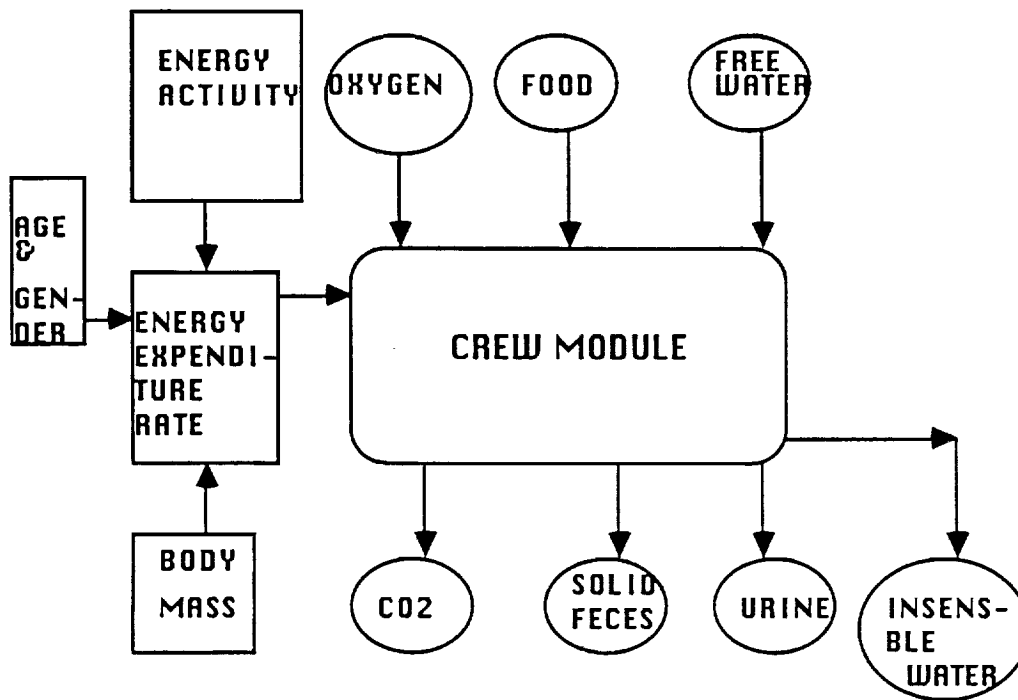 ENERGY
ACTIVITY
OXYGEN
FOOD
FREE
WATER
AGE
&
GEN-
DER
ENERGY
EXPENDI-
TURE
RATE
CREW MODULE
BODY
MASS
CO2
SOLID
FECES
URINE
INSENS-
BLE
WATER